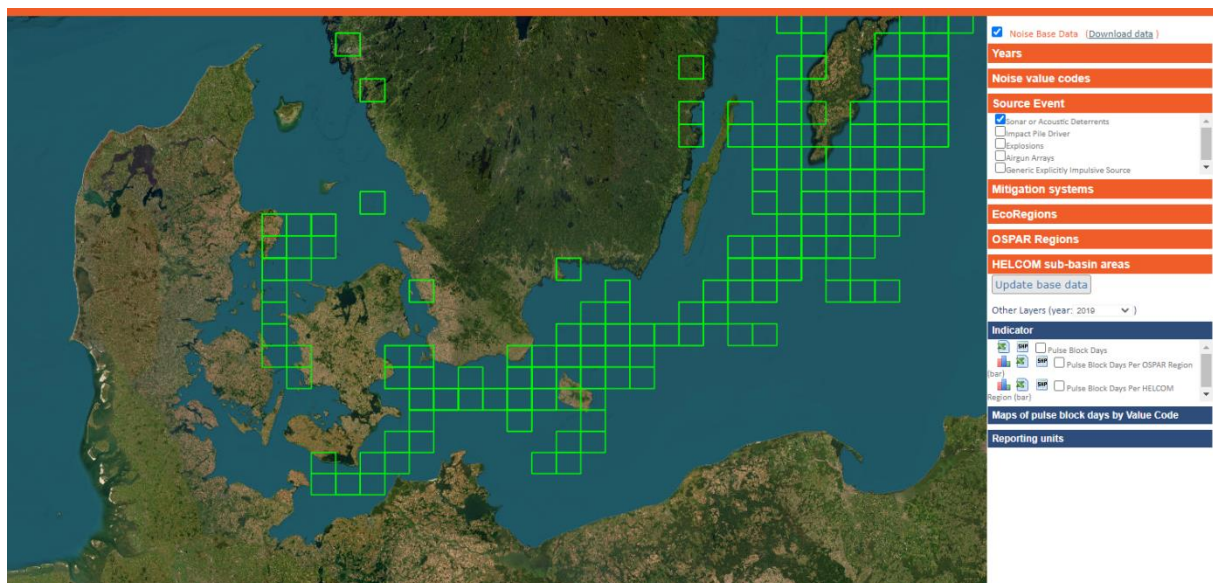 Noise Base Data (Download data )
Years
Noise value codes
Source Event
Sonar or Acoustic Deterrents
Impact Pile Driver
Explosions
Airgun Arrays
Generic Explicitly Impulsive Source
Mitigation systems
EcoRegions
OSPAR Regions
HELCOM sub-basin areas
Update base data
Other Layers (year: 2019 )
Indicator
SHP Pulse Block Days
SHP Pulse Block Days Per OSPAR Region
(bar)
SHP Pulse Block Days Per HELCOM
Region (bar)
Maps of pulse block days by Value Code
Reporting units